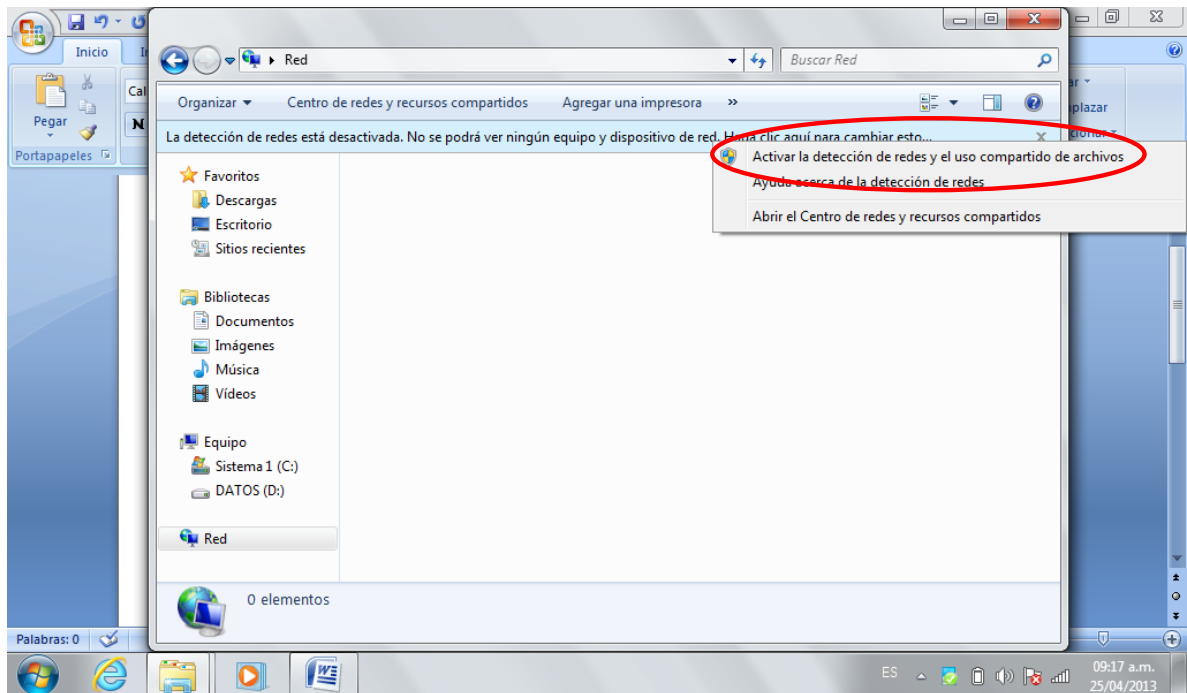 Inicio
Pegar
Portapapeles
Cal
N
Red
Buscar Red
Organizar
Centro de redes y recursos compartidos
Agregar una impresora
»
La detección de redes está desactivada. No se podrá ver ningún equipo y dispositivo de red. Haga clic aquí para cambiar esto...
Activar la detección de redes y el uso compartido de archivos
Ayuda acerca de la detección de redes
Abrir el Centro de redes y recursos compartidos
Favoritos
Descargas
Escritorio
Sitios recientes
Bibliotecas
Documentos
Imágenes
Música
Vídeos
Equipo
Sistema 1 (C:)
DATOS (D:)
Red
0 elementos
Palabras: 0
ES
09:17 a.m.
25/04/2013